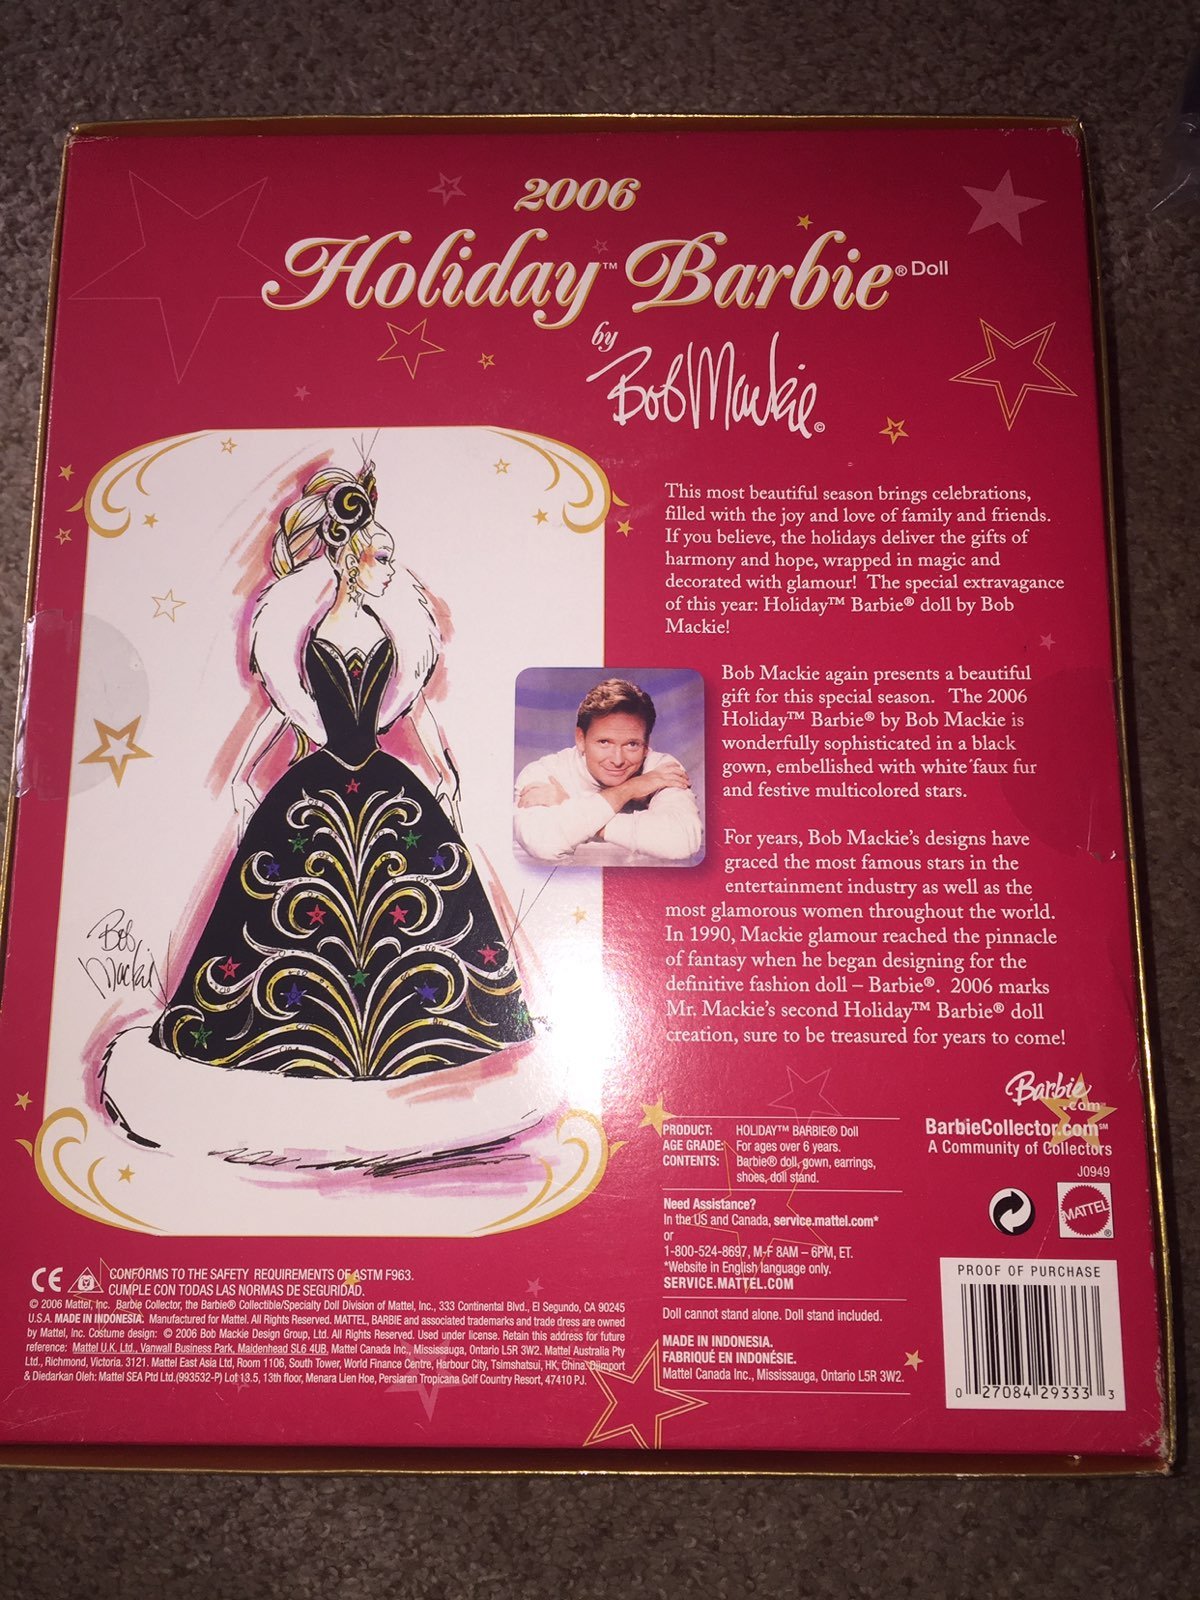 2006
Holiday™ Barbie® Doll
by
Bob Mackie©
This most beautiful season brings celebrations,
filled with the joy and love of family and friends.
If you believe, the holidays deliver the gifts of
harmony and hope, wrapped in magic and
decorated with glamour! The special extravagance
of this year: Holiday™ Barbie® doll by Bob
Mackie!
Bob Mackie again presents a beautiful
gift for this special season. The 2006
Holiday™ Barbie® by Bob Mackie is
wonderfully sophisticated in a black
gown, embellished with white faux fur
and festive multicolored stars.
For years, Bob Mackie's designs have
graced the most famous stars in the
entertainment industry as well as the
most glamorous women throughout the world.
In 1990, Mackie glamour reached the pinnacle
of fantasy when he began designing for the
definitive fashion doll – Barbie®. 2006 marks
Mr. Mackie's second Holiday™ Barbie® doll
creation, sure to be treasured for years to come!
Bob
Mackie
Barbie
.com™
BarbieCollector.com℠
A Community of Collectors
J0949
MATTEL®
PRODUCT: HOLIDAY™ BARBIE® Doll
AGE GRADE: For ages over 6 years.
CONTENTS: Barbie® doll, gown, earrings,
shoes, doll stand.
Need Assistance?
In the US and Canada, service.mattel.com*
or
1-800-524-8697, M-F 8AM – 6PM, ET.
*Website in English language only.
SERVICE.MATTEL.COM
Doll cannot stand alone. Doll stand included.
MADE IN INDONESIA.
FABRIQUÉ EN INDONÉSIE.
Mattel Canada Inc., Mississauga, Ontario L5R 3W2.
PROOF OF PURCHASE
0 27084 29333 3
CE CONFORMS TO THE SAFETY REQUIREMENTS OF ASTM F963.
CUMPLE CON TODAS LAS NORMAS DE SEGURIDAD.
© 2006 Mattel, Inc. Barbie Collector, the Barbie® Collectible/Specialty Doll Division of Mattel, Inc., 333 Continental Blvd., El Segundo, CA 90245
U.S.A. MADE IN INDONESIA. Manufactured for Mattel. All Rights Reserved. MATTEL, BARBIE and associated trademarks and trade dress are owned
by Mattel, Inc. Costume design: © 2006 Bob Mackie Design Group, Ltd. All Rights Reserved. Used under license. Retain this address for future
reference: Mattel U.K. Ltd., Vanwall Business Park, Maidenhead SL6 4UB. Mattel Canada Inc., Mississauga, Ontario L5R 3W2. Mattel Australia Pty
Ltd., Richmond, Victoria. 3121. Mattel East Asia Ltd, Room 1106, South Tower, World Finance Centre, Harbour City, Tsimshatsui, HK, China. Diimport
& Diedarkan Oleh: Mattel SEA Ptd Ltd.(993532-P) Lot 13.5, 13th floor, Menara Lien Hoe, Persiaran Tropicana Golf Country Resort, 47410 PJ.